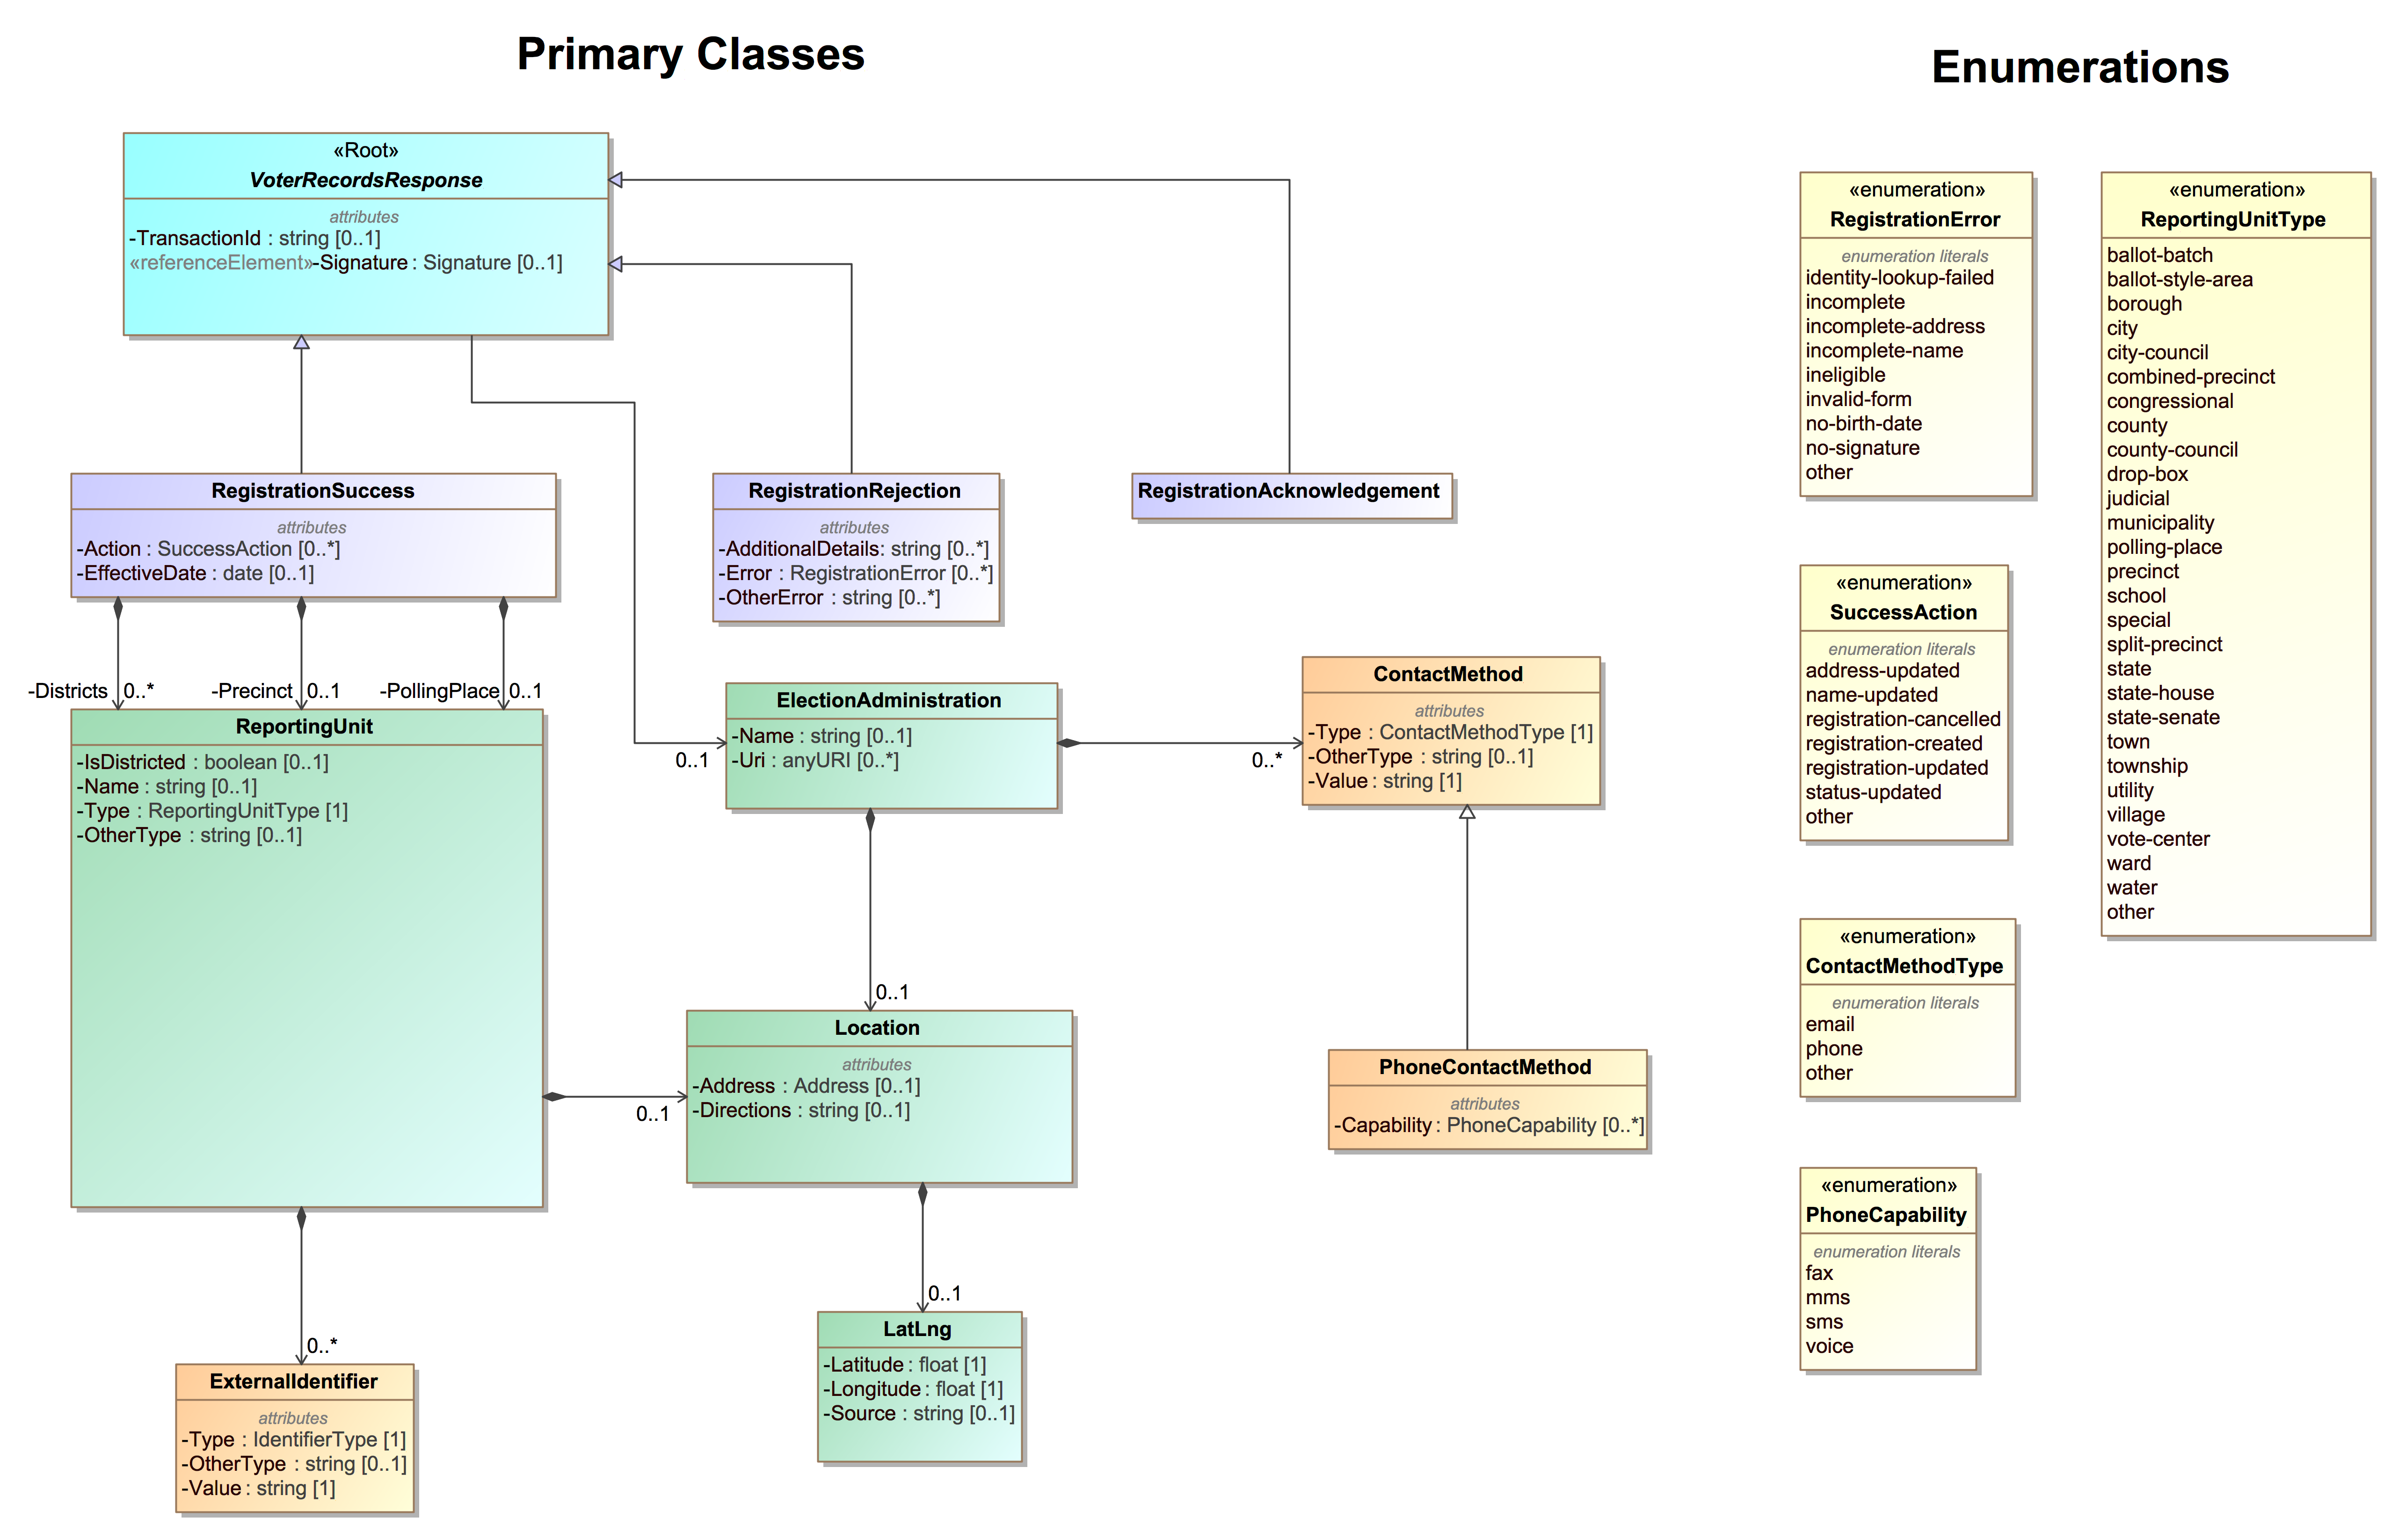 Primary Classes
Enumerations
«Root»
VoterRecordsResponse
attributes
-TransactionId : string [0..1]
«referenceElement»-Signature : Signature [0..1]
RegistrationSuccess
attributes
-Action : SuccessAction [0..*]
-EffectiveDate : date [0..1]
RegistrationRejection
attributes
-AdditionalDetails: string [0..*]
-Error : RegistrationError [0..*]
-OtherError : string [0..*]
RegistrationAcknowledgement
-Districts 0..*
-Precinct 0..1
-PollingPlace 0..1
ReportingUnit
-IsDistricted : boolean [0..1]
-Name : string [0..1]
-Type : ReportingUnitType [1]
-OtherType : string [0..1]
0..1
ElectionAdministration
-Name : string [0..1]
-Uri : anyURI [0..*]
0..*
ContactMethod
attributes
-Type : ContactMethodType [1]
-OtherType : string [0..1]
-Value : string [1]
0..1
Location
attributes
-Address : Address [0..1]
-Directions : string [0..1]
0..1
PhoneContactMethod
attributes
-Capability : PhoneCapability [0..*]
0..1
LatLng
-Latitude : float [1]
-Longitude : float [1]
-Source : string [0..1]
0..*
ExternalIdentifier
attributes
-Type : IdentifierType [1]
-OtherType : string [0..1]
-Value : string [1]
«enumeration»
RegistrationError
enumeration literals
identity-lookup-failed
incomplete
incomplete-address
incomplete-name
ineligible
invalid-form
no-birth-date
no-signature
other
«enumeration»
SuccessAction
enumeration literals
address-updated
name-updated
registration-cancelled
registration-created
registration-updated
status-updated
other
«enumeration»
ContactMethodType
enumeration literals
email
phone
other
«enumeration»
PhoneCapability
enumeration literals
fax
mms
sms
voice
«enumeration»
ReportingUnitType
ballot-batch
ballot-style-area
borough
city
city-council
combined-precinct
congressional
county
county-council
drop-box
judicial
municipality
polling-place
precinct
school
special
split-precinct
state
state-house
state-senate
town
township
utility
village
vote-center
ward
water
other